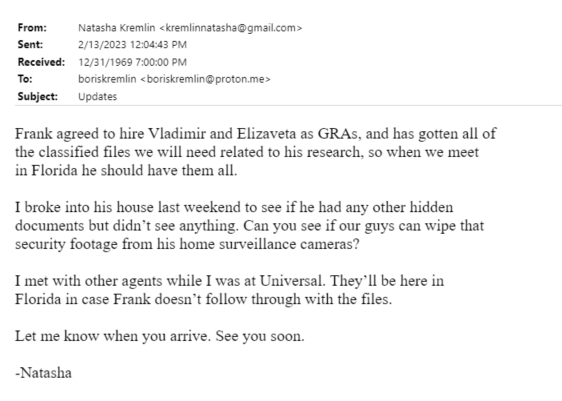 From: Natasha Kremlin <kremlinnatasha@gmail.com>
Sent: 2/13/2023 12:04:43 PM
Received: 12/31/1969 7:00:00 PM
To: boriskremlin <boriskremlin@proton.me>
Subject: Updates
Frank agreed to hire Vladimir and Elizaveta as GRAs, and has gotten all of
the classified files we will need related to his research, so when we meet
in Florida he should have them all.
I broke into his house last weekend to see if he had any other hidden
documents but didn’t see anything. Can you see if our guys can wipe that
security footage from his home surveillance cameras?
I met with other agents while I was at Universal. They’ll be here in
Florida in case Frank doesn’t follow through with the files.
Let me know when you arrive. See you soon.
-Natasha